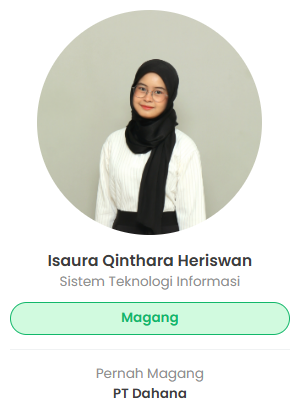 Isaura Qinthara Heriswan
Sistem Teknologi Informasi
Magang
Pernah Magang
PT Dahana